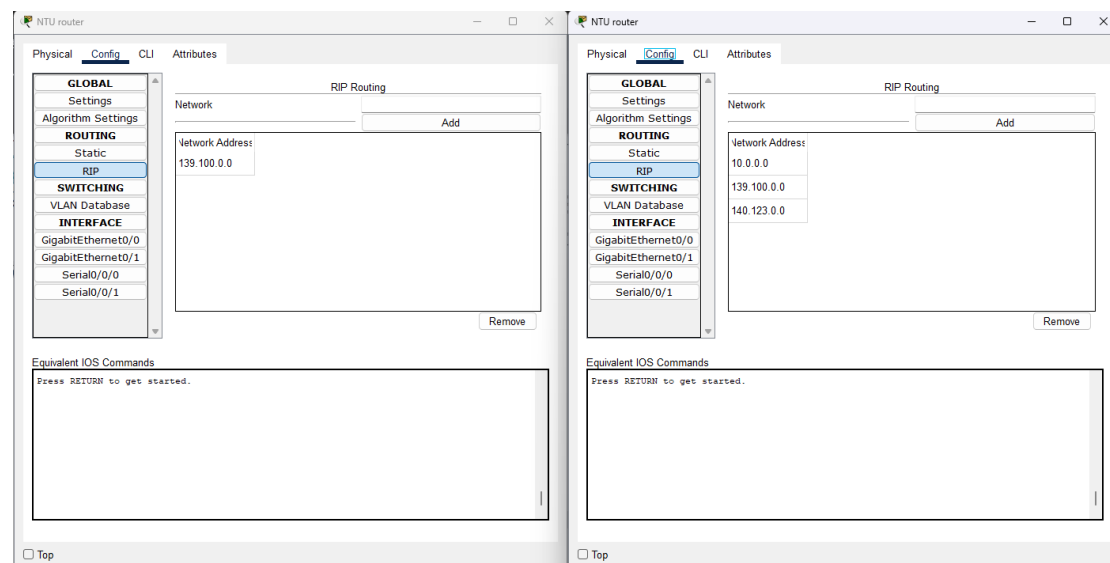 NTU router
Physical Config CLI Attributes
GLOBAL
Settings
Algorithm Settings
ROUTING
Static
RIP
SWITCHING
VLAN Database
INTERFACE
GigabitEthernet0/0
GigabitEthernet0/1
Serial0/0/0
Serial0/0/1
RIP Routing
Network
Add
Network Address
139.100.0.0
Remove
Equivalent IOS Commands
Press RETURN to get started.
Top
NTU router
Physical Config CLI Attributes
GLOBAL
Settings
Algorithm Settings
ROUTING
Static
RIP
SWITCHING
VLAN Database
INTERFACE
GigabitEthernet0/0
GigabitEthernet0/1
Serial0/0/0
Serial0/0/1
RIP Routing
Network
Add
Network Address
10.0.0.0
139.100.0.0
140.123.0.0
Remove
Equivalent IOS Commands
Press RETURN to get started.
Top